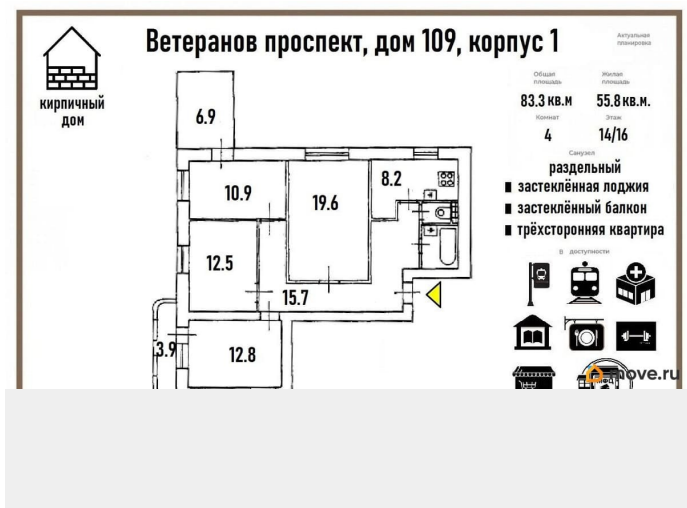 Ветеранов проспект, дом 109, корпус 1
Актуальная
планировка
кирпичный
дом
Общая
площадь
Жилая
площадь
83.3 кв.м
55.8 кв.м.
Комнат
Этаж
4
14/16
Санузел
раздельный
застеклённая лоджия
застеклённый балкон
трёхсторонняя квартира
В доступности
6.9
10.9
19.6
8.2
12.5
15.7
3.9
12.8
move.ru